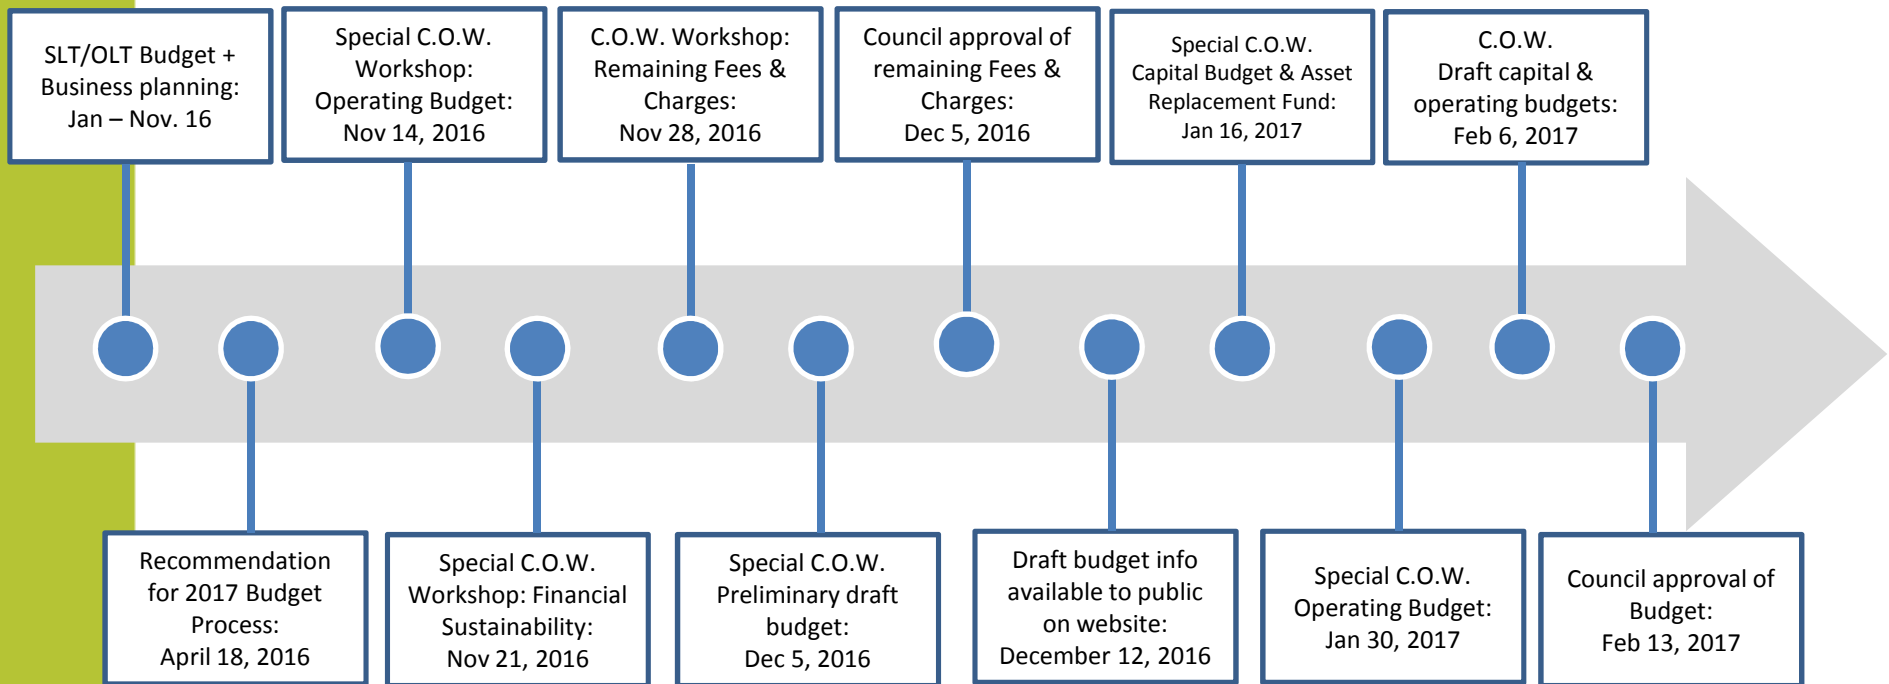 SLT/OLT Budget +
Business planning:
Jan – Nov. 16
Special C.O.W.
Workshop:
Operating Budget:
Nov 14, 2016
C.O.W. Workshop:
Remaining Fees &
Charges:
Nov 28, 2016
Council approval of
remaining Fees &
Charges:
Dec 5, 2016
Special C.O.W.
Capital Budget & Asset
Replacement Fund:
Jan 16, 2017
C.O.W.
Draft capital &
operating budgets:
Feb 6, 2017
Recommendation
for 2017 Budget
Process:
April 18, 2016
Special C.O.W.
Workshop: Financial
Sustainability:
Nov 21, 2016
Special C.O.W.
Preliminary draft
budget:
Dec 5, 2016
Draft budget info
available to public
on website:
December 12, 2016
Special C.O.W.
Operating Budget:
Jan 30, 2017
Council approval of
Budget:
Feb 13, 2017